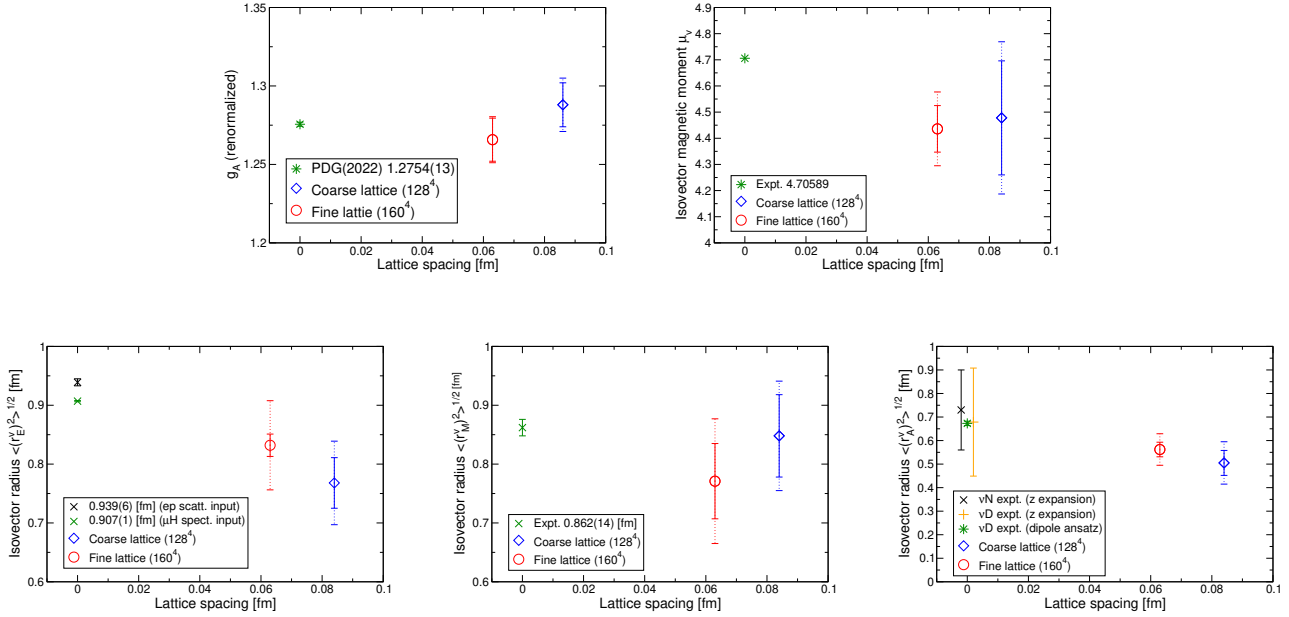 g_A (renormalized)
1.4
1.35
1.3
1.25
1.2
PDG(2022) 1.2754(13)
Coarse lattice (128^4)
Fine lattie (160^4)
0 0.02 0.04 0.06 0.08 0.1
Lattice spacing [fm]
Isovector magnetic moment μ_v
4.9
4.8
4.7
4.6
4.5
4.4
4.3
4.2
4.1
4
Expt. 4.70589
Coarse lattice (128^4)
Fine lattice (160^4)
0 0.02 0.04 0.06 0.08 0.1
Lattice spacing [fm]
Isovector radius <(r_E^v)^2>^1/2 [fm]
1
0.9
0.8
0.7
0.6
0.939(6) [fm] (ep scatt. input)
0.907(1) [fm] (μH spect. input)
Coarse lattice (128^4)
Fine lattice (160^4)
0 0.02 0.04 0.06 0.08 0.1
Lattice spacing [fm]
Isovector radius <(r_M^v)^2>^1/2 [fm]
1
0.9
0.8
0.7
0.6
Expt. 0.862(14) [fm]
Coarse lattice (128^4)
Fine lattice (160^4)
0 0.02 0.04 0.06 0.08 0.1
Lattice spacing [fm]
Isovector radius <(r_A^v)^2>^1/2 [fm]
1
0.9
0.8
0.7
0.6
0.5
0.4
0.3
0.2
0.1
0
νN expt. (z expansion)
νD expt. (z expansion)
νD expt. (dipole ansatz)
Coarse lattice (128^4)
Fine lattice (160^4)
0 0.02 0.04 0.06 0.08 0.1
Lattice spacing [fm]